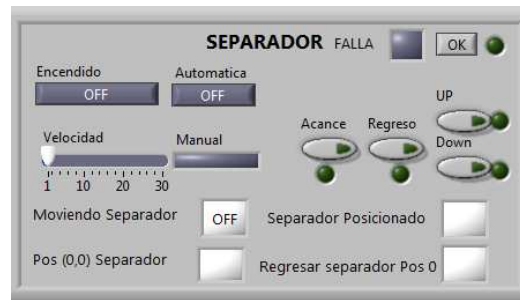 SEPARADOR FALLA OK
Encendido Automatica
OFF OFF
UP
Acance Regreso
Velocidad Manual Down
1 10 20 30
Moviendo Separador OFF Separador Posicionado
Pos (0,0) Separador Regresar separador Pos 0